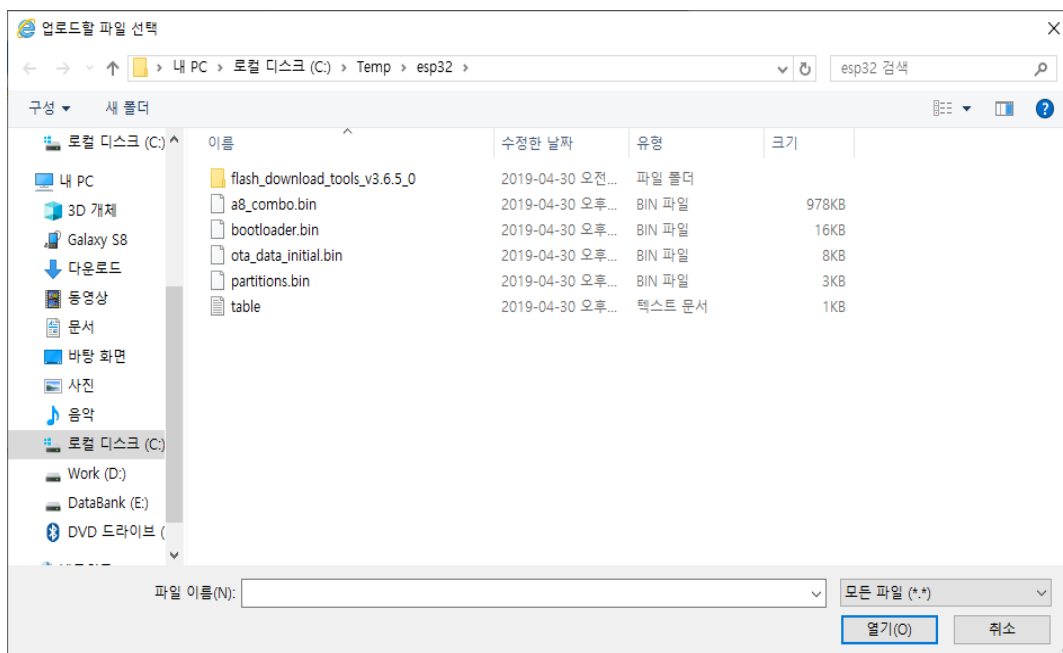 업로드할 파일 선택
내 PC > 로컬 디스크 (C:) > Temp > esp32 >
esp32 검색
구성 새 폴더
이름 수정한 날짜 유형 크기
flash_download_tools_v3.6.5_0 2019-04-30 오전... 파일 폴더
a8_combo.bin 2019-04-30 오후... BIN 파일 978KB
bootloader.bin 2019-04-30 오후... BIN 파일 16KB
ota_data_initial.bin 2019-04-30 오후... BIN 파일 8KB
partitions.bin 2019-04-30 오후... BIN 파일 3KB
table 2019-04-30 오후... 텍스트 문서 1KB
로컬 디스크 (C:)
내 PC
3D 개체
Galaxy S8
다운로드
동영상
문서
바탕 화면
사진
음악
로컬 디스크 (C:)
Work (D:)
DataBank (E:)
DVD 드라이브 (
파일 이름(N):
모든 파일 (*.*)
열기(O) 취소